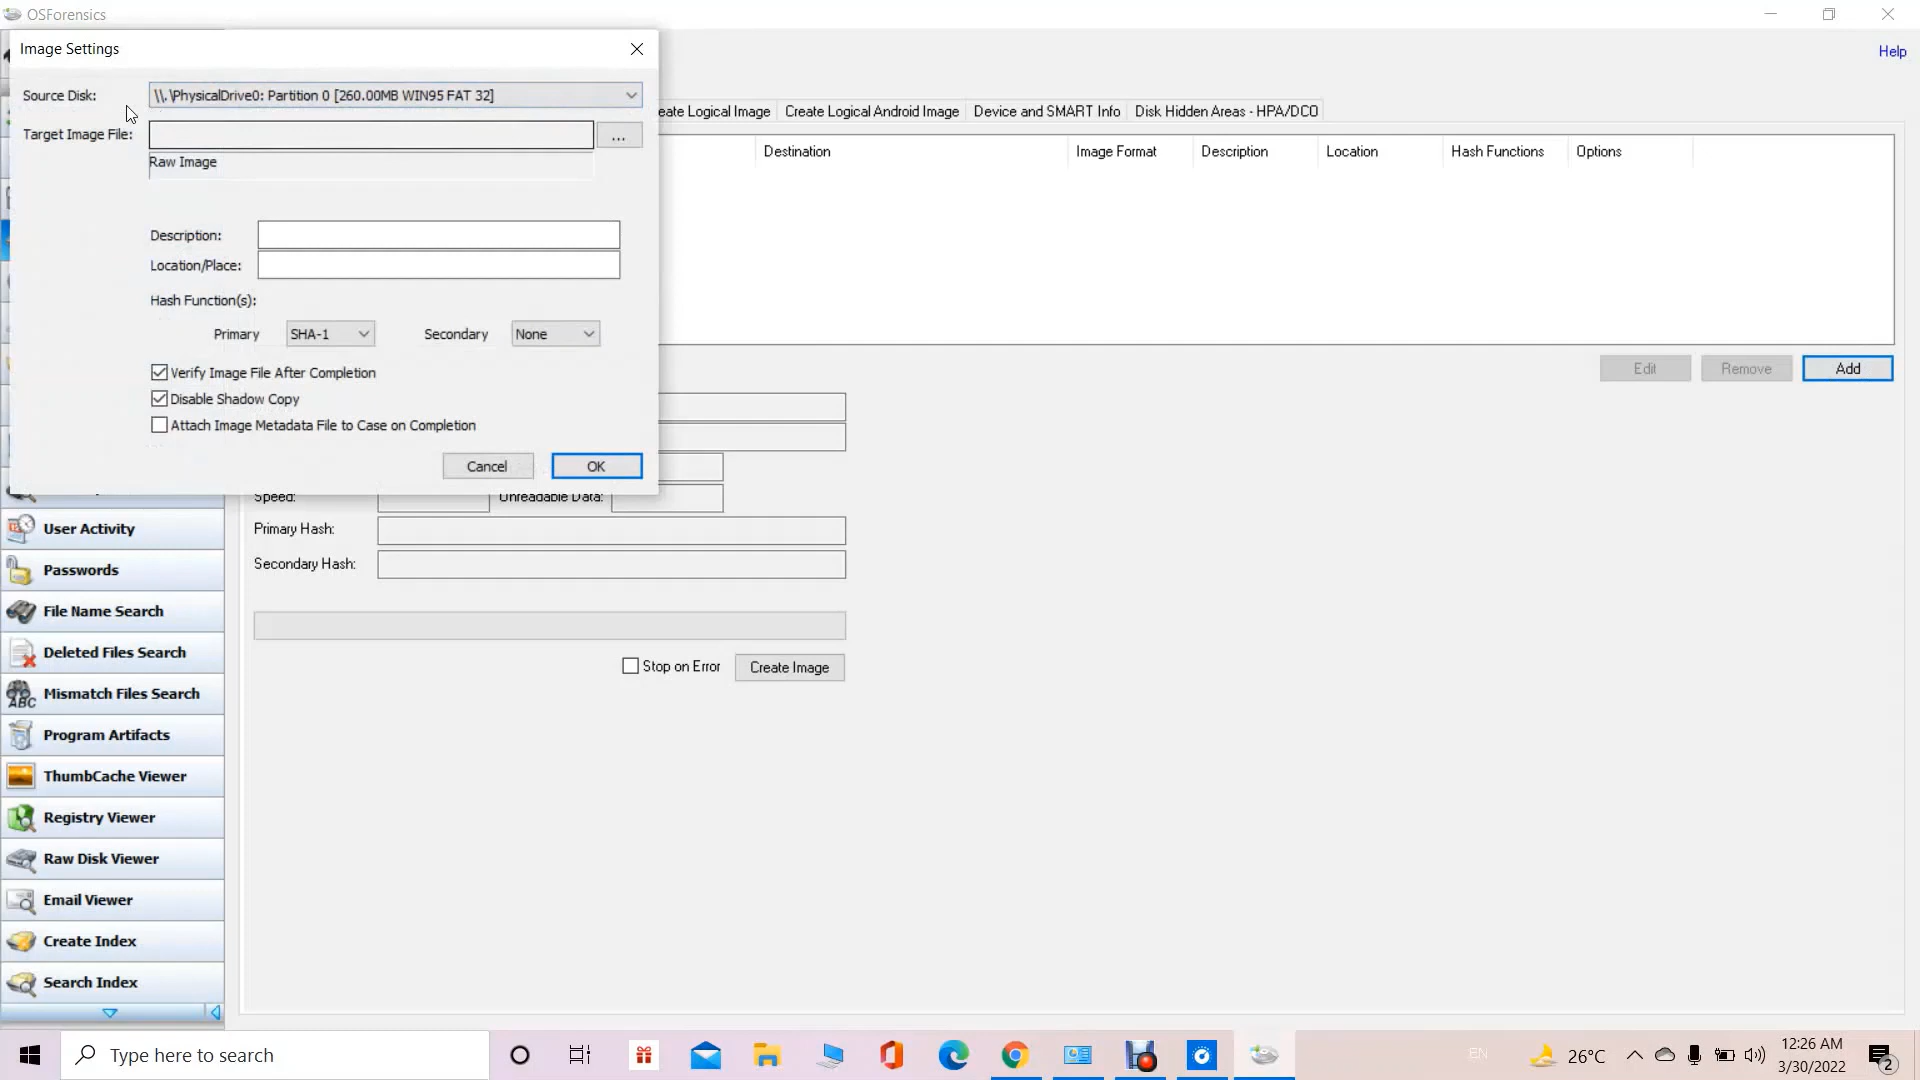 OSForensics
Image Settings
Help
Source Disk: \\.\PhysicalDrive0: Partition 0 [260.00MB WIN95 FAT 32]
Target Image File: ...
Raw Image
Description:
Location/Place:
Hash Function(s):
Primary SHA-1 Secondary None
Verify Image File After Completion
Disable Shadow Copy
Attach Image Metadata File to Case on Completion
Cancel OK
eate Logical Image Create Logical Android Image Device and SMART Info Disk Hidden Areas - HPA/DCO
Destination Image Format Description Location Hash Functions Options
Edit Remove Add
Speed: Unreadable Data:
Primary Hash:
Secondary Hash:
Stop on Error Create Image
User Activity
Passwords
File Name Search
Deleted Files Search
Mismatch Files Search
Program Artifacts
ThumbCache Viewer
Registry Viewer
Raw Disk Viewer
Email Viewer
Create Index
Search Index
Type here to search
EN
26°C
12:26 AM
3/30/2022
2